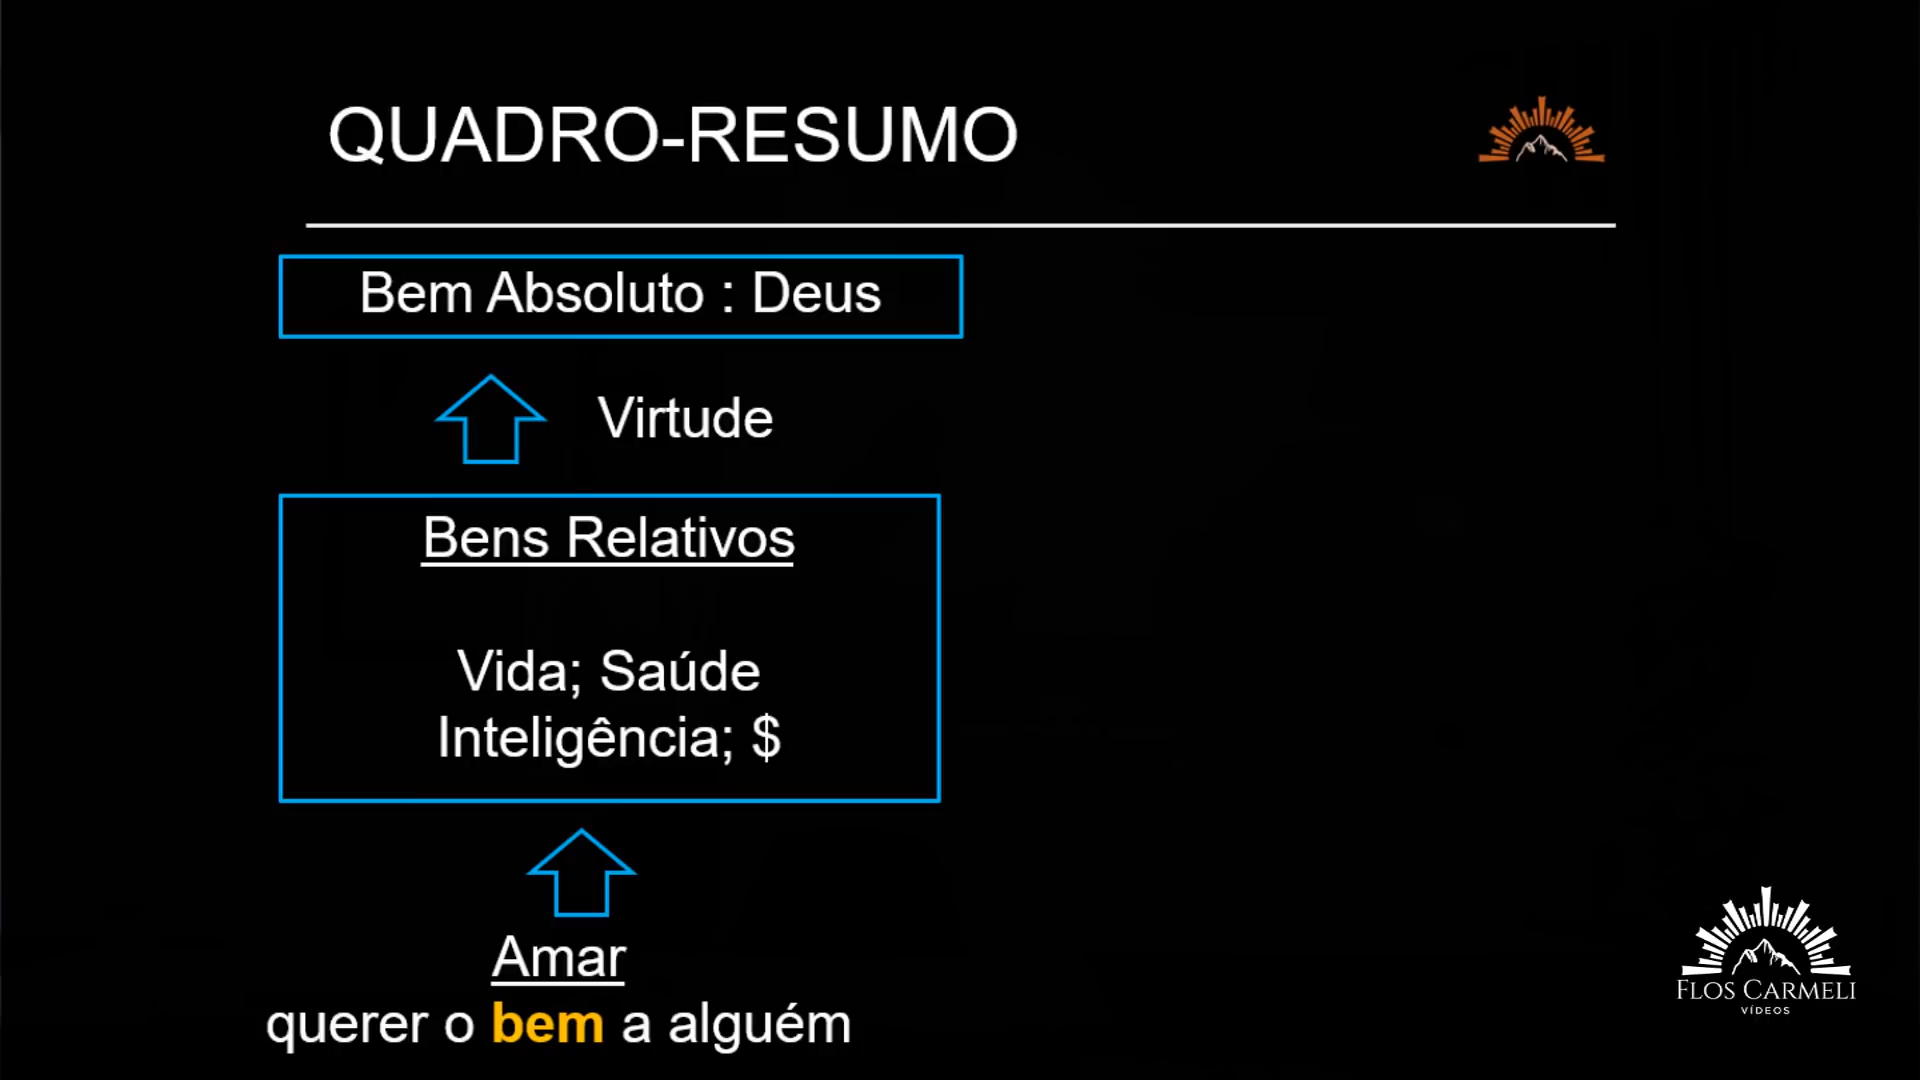 QUADRO-RESUMO
Bem Absoluto : Deus
Virtude
Bens Relativos
Vida; Saúde
Inteligência; $
Amar
querer o bem a alguém
FLOS CARMELI
VÍDEOS